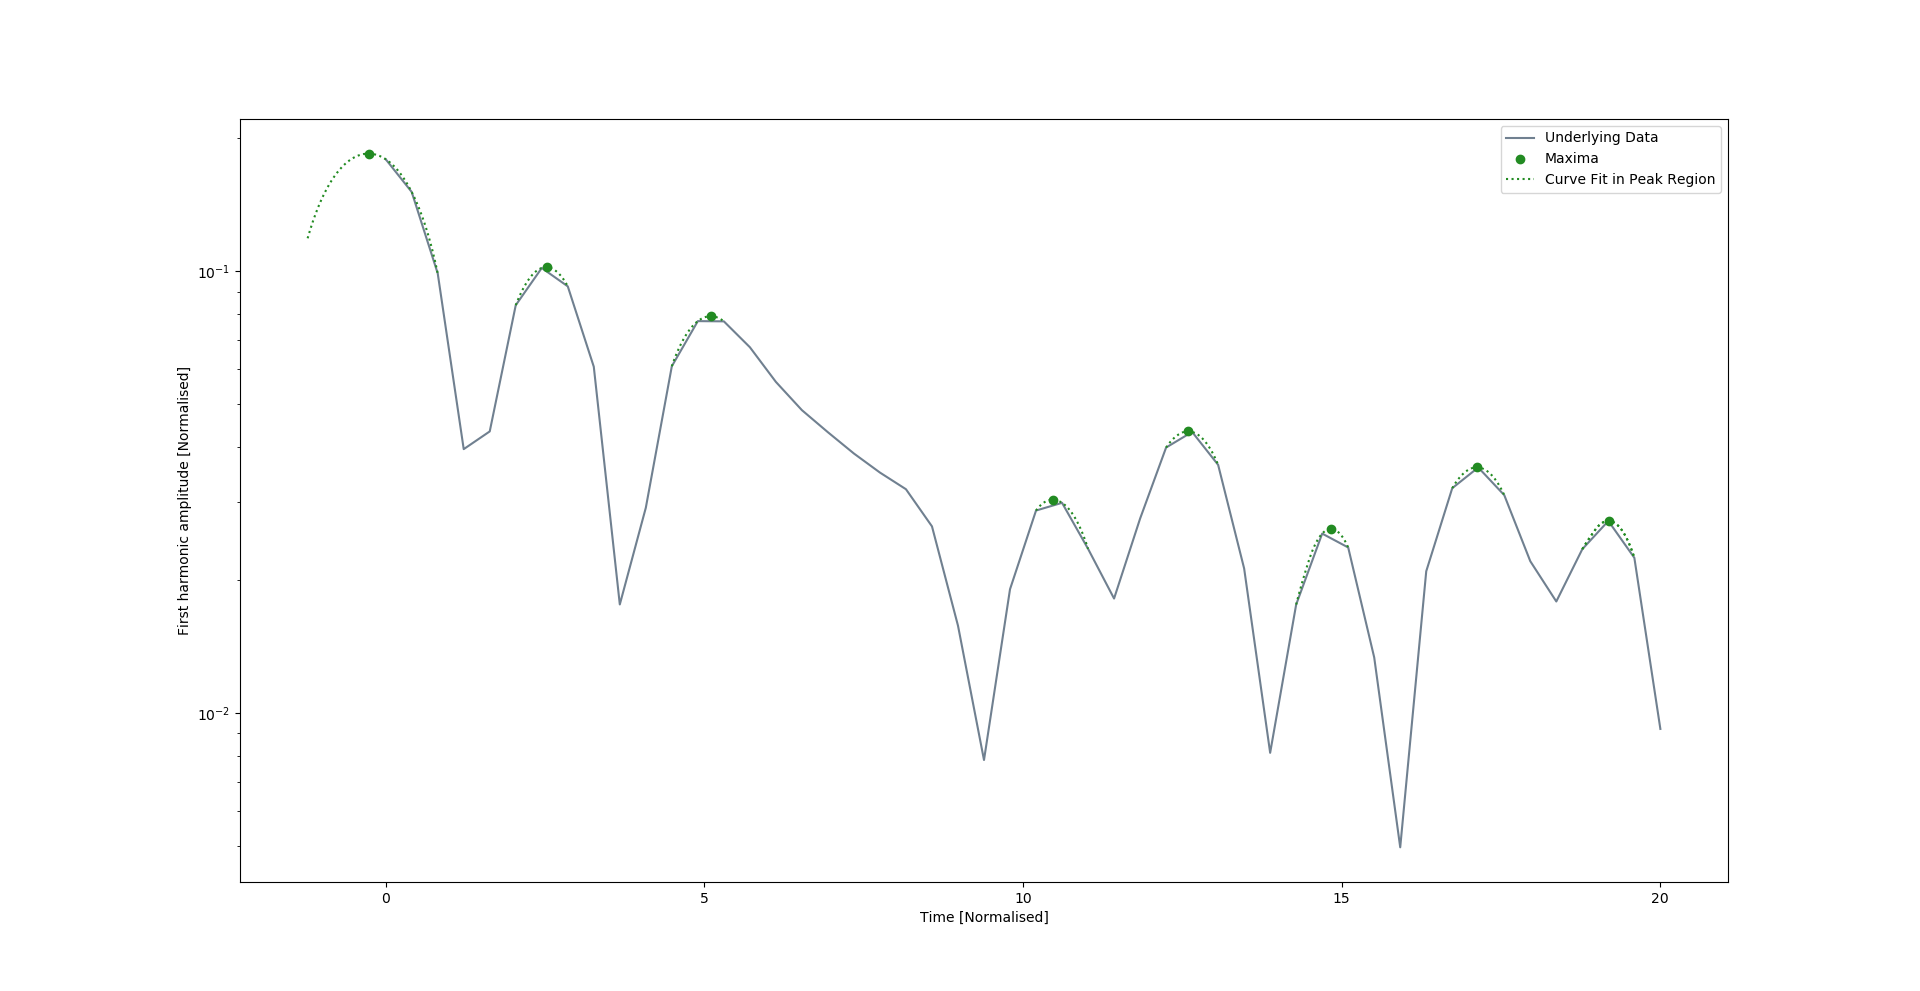 Underlying Data
Maxima
Curve Fit in Peak Region
10⁻¹
10⁻²
First harmonic amplitude [Normalised]
0 5 10 15 20
Time [Normalised]